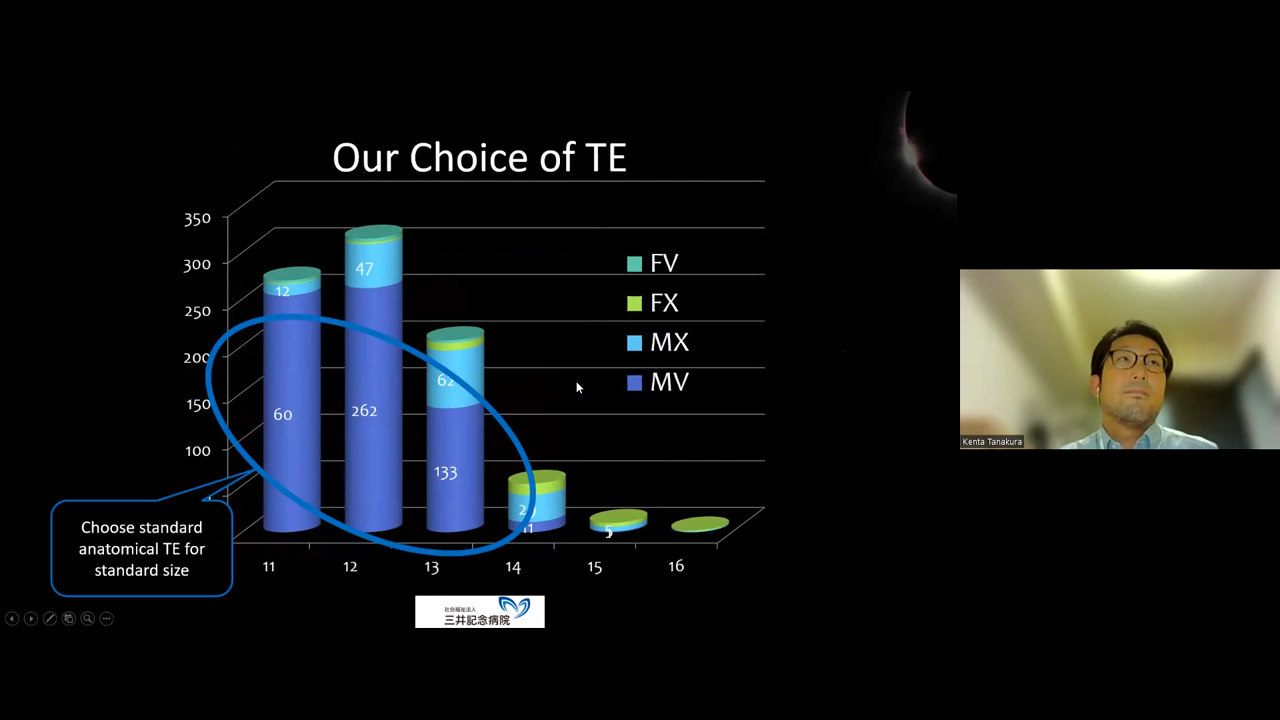 Our Choice of TE
350
300
250
200
150
100
12
47
62
60
262
133
11
5
FV
FX
MX
MV
11
12
13
14
15
16
Choose standard
anatomical TE for
standard size
社会福祉法人
三井記念病院
Kenta Tanakura